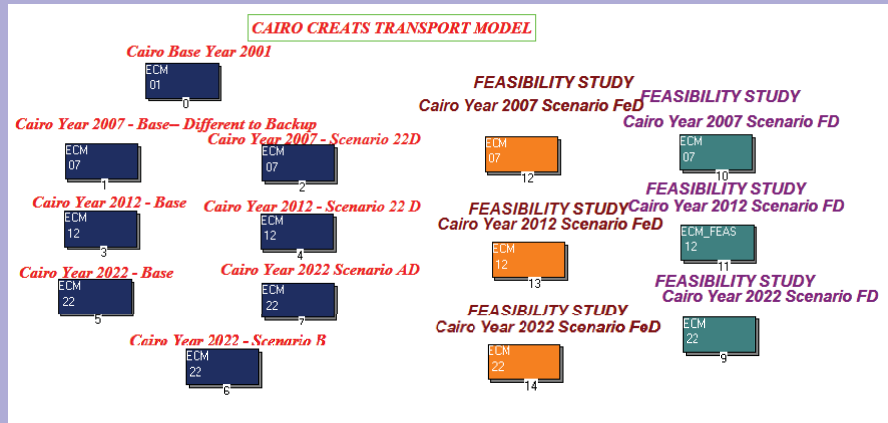 CAIRO CREATS TRANSPORT MODEL
Cairo Base Year 2001
ECM
01
0
Cairo Year 2007 - Base-- Different to Backup
ECM
07
1
Cairo Year 2007 - Scenario 22D
ECM
07
2
Cairo Year 2012 - Base
ECM
12
3
Cairo Year 2012 - Scenario 22 D
ECM
12
4
Cairo Year 2022 - Base
ECM
22
5
Cairo Year 2022 Scenario AD
ECM
22
7
Cairo Year 2022 - Scenario B
ECM
22
6
FEASIBILITY STUDY
Cairo Year 2007 Scenario FeD
ECM
07
12
FEASIBILITY STUDY
Cairo Year 2012 Scenario FeD
ECM
12
13
FEASIBILITY STUDY
Cairo Year 2022 Scenario FeD
ECM
22
14
FEASIBILITY STUDY
Cairo Year 2007 Scenario FD
ECM
07
10
FEASIBILITY STUDY
Cairo Year 2012 Scenario FD
ECM_FEAS
12
11
FEASIBILITY STUDY
Cairo Year 2022 Scenario FD
ECM
22
9